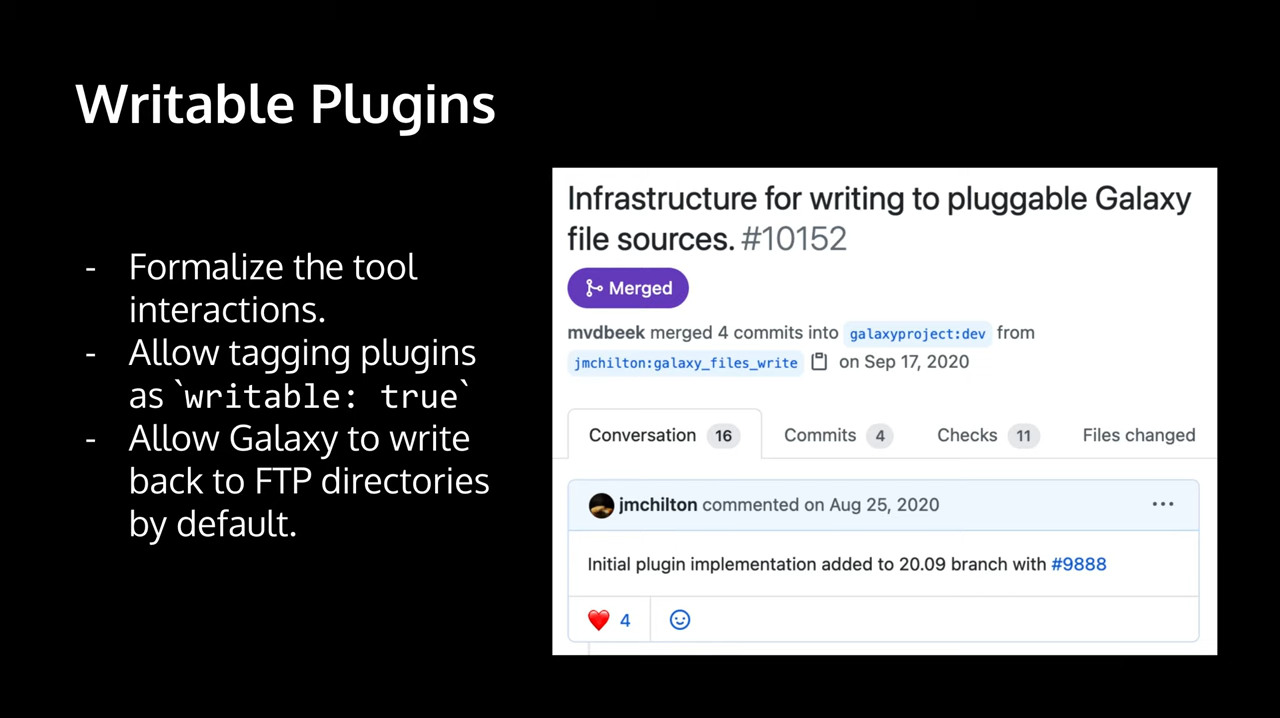 Writable Plugins
- Formalize the tool
interactions.
- Allow tagging plugins
as `writable: true`
- Allow Galaxy to write
back to FTP directories
by default.
Infrastructure for writing to pluggable Galaxy
file sources. #10152
Merged
mvdbeek merged 4 commits into galaxyproject:dev from
jmchilton:galaxy_files_write on Sep 17, 2020
Conversation 16 Commits 4 Checks 11 Files changed
jmchilton commented on Aug 25, 2020 ...
Initial plugin implementation added to 20.09 branch with #9888
4